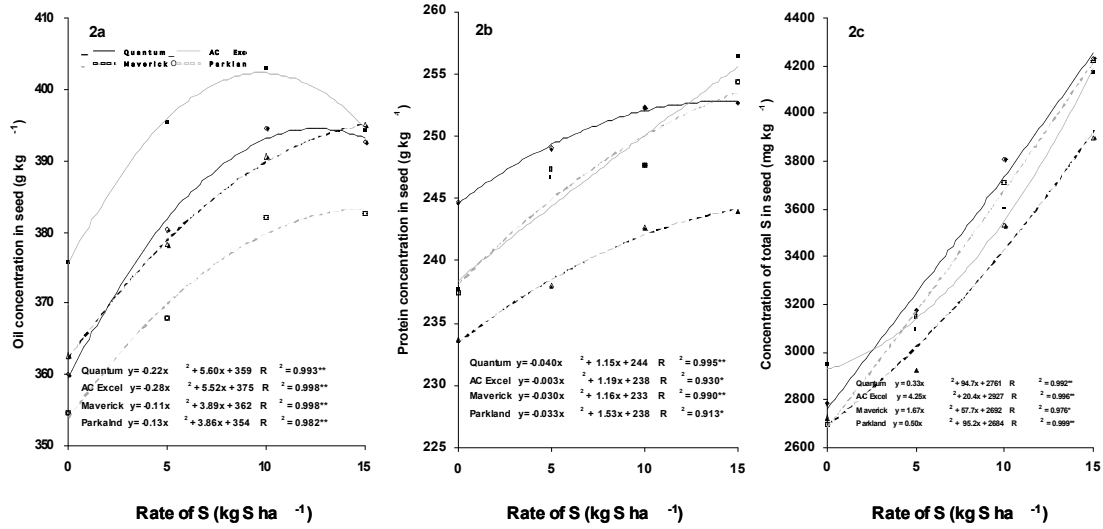 2a
Quantum AC Exc
Maverick Parklan
Oil concentration in seed (g kg -1)
410
400
390
380
370
360
350
Quantum y= -0.22x 2 + 5.60x + 359 R 2 = 0.993**
AC Excel y= -0.28x 2 + 5.52x + 375 R 2 = 0.998**
Maverick y= -0.11x 2 + 3.89x + 362 R 2 = 0.998**
Parkalnd y= -0.13x 2 + 3.86x + 354 R 2 = 0.982**
0 5 10 15
Rate of S (kg S ha -1)
2b
Protein concentration in seed (g kg -1)
260
255
250
245
240
235
230
225
Quantum y= -0.040x 2 + 1.15x + 244 R 2 = 0.995**
AC Excel y= -0.003x 2 + 1.19x + 238 R 2 = 0.930*
Maverick y= -0.030x 2 + 1.16x + 233 R 2 = 0.990**
Parkland y= -0.033x 2 + 1.53x + 238 R 2 = 0.913*
0 5 10 15
Rate of S (kg S ha -1)
2c
Concentration of total S in seed (mg kg -1)
4400
4200
4000
3800
3600
3400
3200
3000
2800
2600
Quantum y= 0.33x 2 + 94.7x + 2761 R 2 = 0.992**
AC Excel y= 4.25x 2 + 20.4x + 2927 R 2 = 0.996**
Maverick y= 1.67x 2 + 57.7x + 2692 R 2 = 0.976*
Parkland y= 0.50x 2 + 95.2x + 2684 R 2 = 0.999**
0 5 10 15
Rate of S (kg S ha -1)